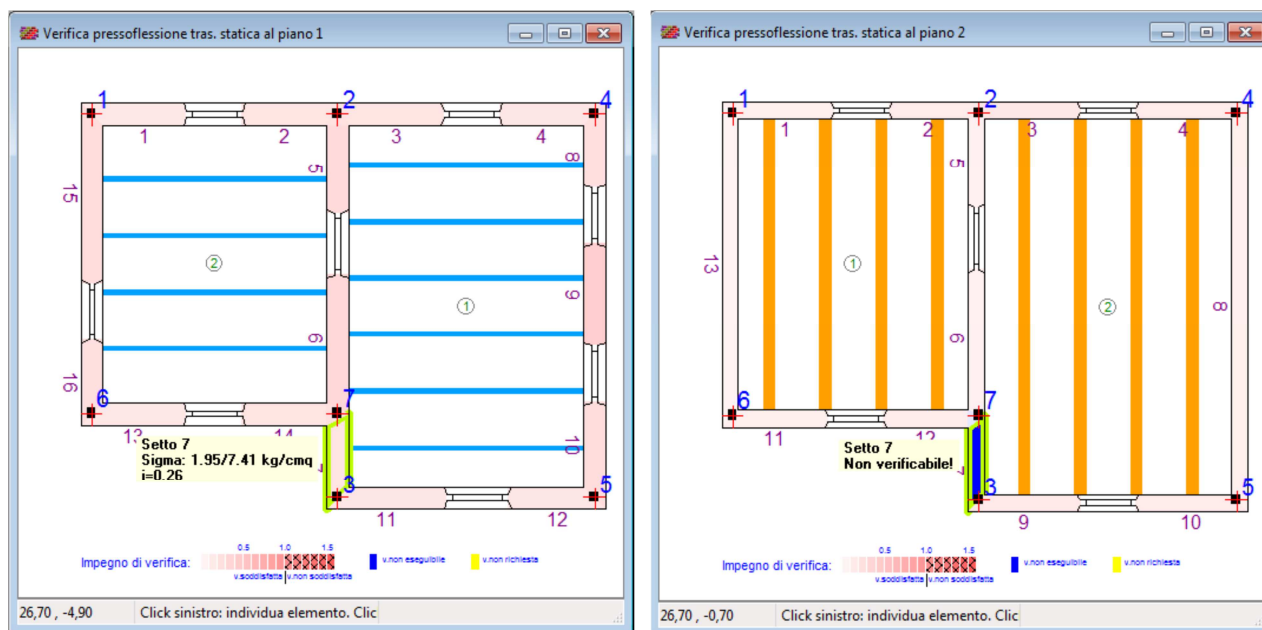 Verifica pressoflessione tras. statica al piano 1
1 2 4
1 2 3 4
5 8
15
2
1
9
6
16
6 7
13 14
Setto 7
Sigma: 1.95/7.41 kg/cmq
i=0.26
10
3 5
11 12
Impegno di verifica:
0.5 1.0 1.5
v.soddisfatta v.non soddisfatta
v.non eseguibile
v.non richiesta
26,70 , -4,90
Click sinistro: individua elemento. Clic
Verifica pressoflessione tras. statica al piano 2
1 2 4
1 2 3 4
5
13
1
2
8
6
6 7
11 12
Setto 7
Non verificabile!
7
3 5
9 10
Impegno di verifica:
0.5 1.0 1.5
v.soddisfatta v.non soddisfatta
v.non eseguibile
v.non richiesta
26,70 , -0,70
Click sinistro: individua elemento. Clic